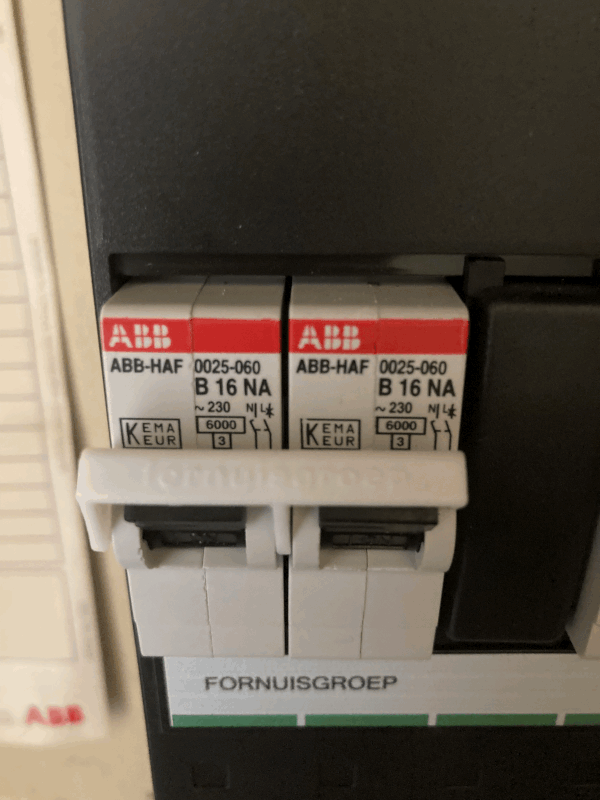 ABB
ABB-HAF 0025-060
B 16 NA
~ 230 N L
KEMA
KEUR
6000
3
ABB
ABB-HAF 0025-060
B 16 NA
~ 230 N L
KEMA
KEUR
6000
3
fornuisgroep
FORNUISGROEP
ABB